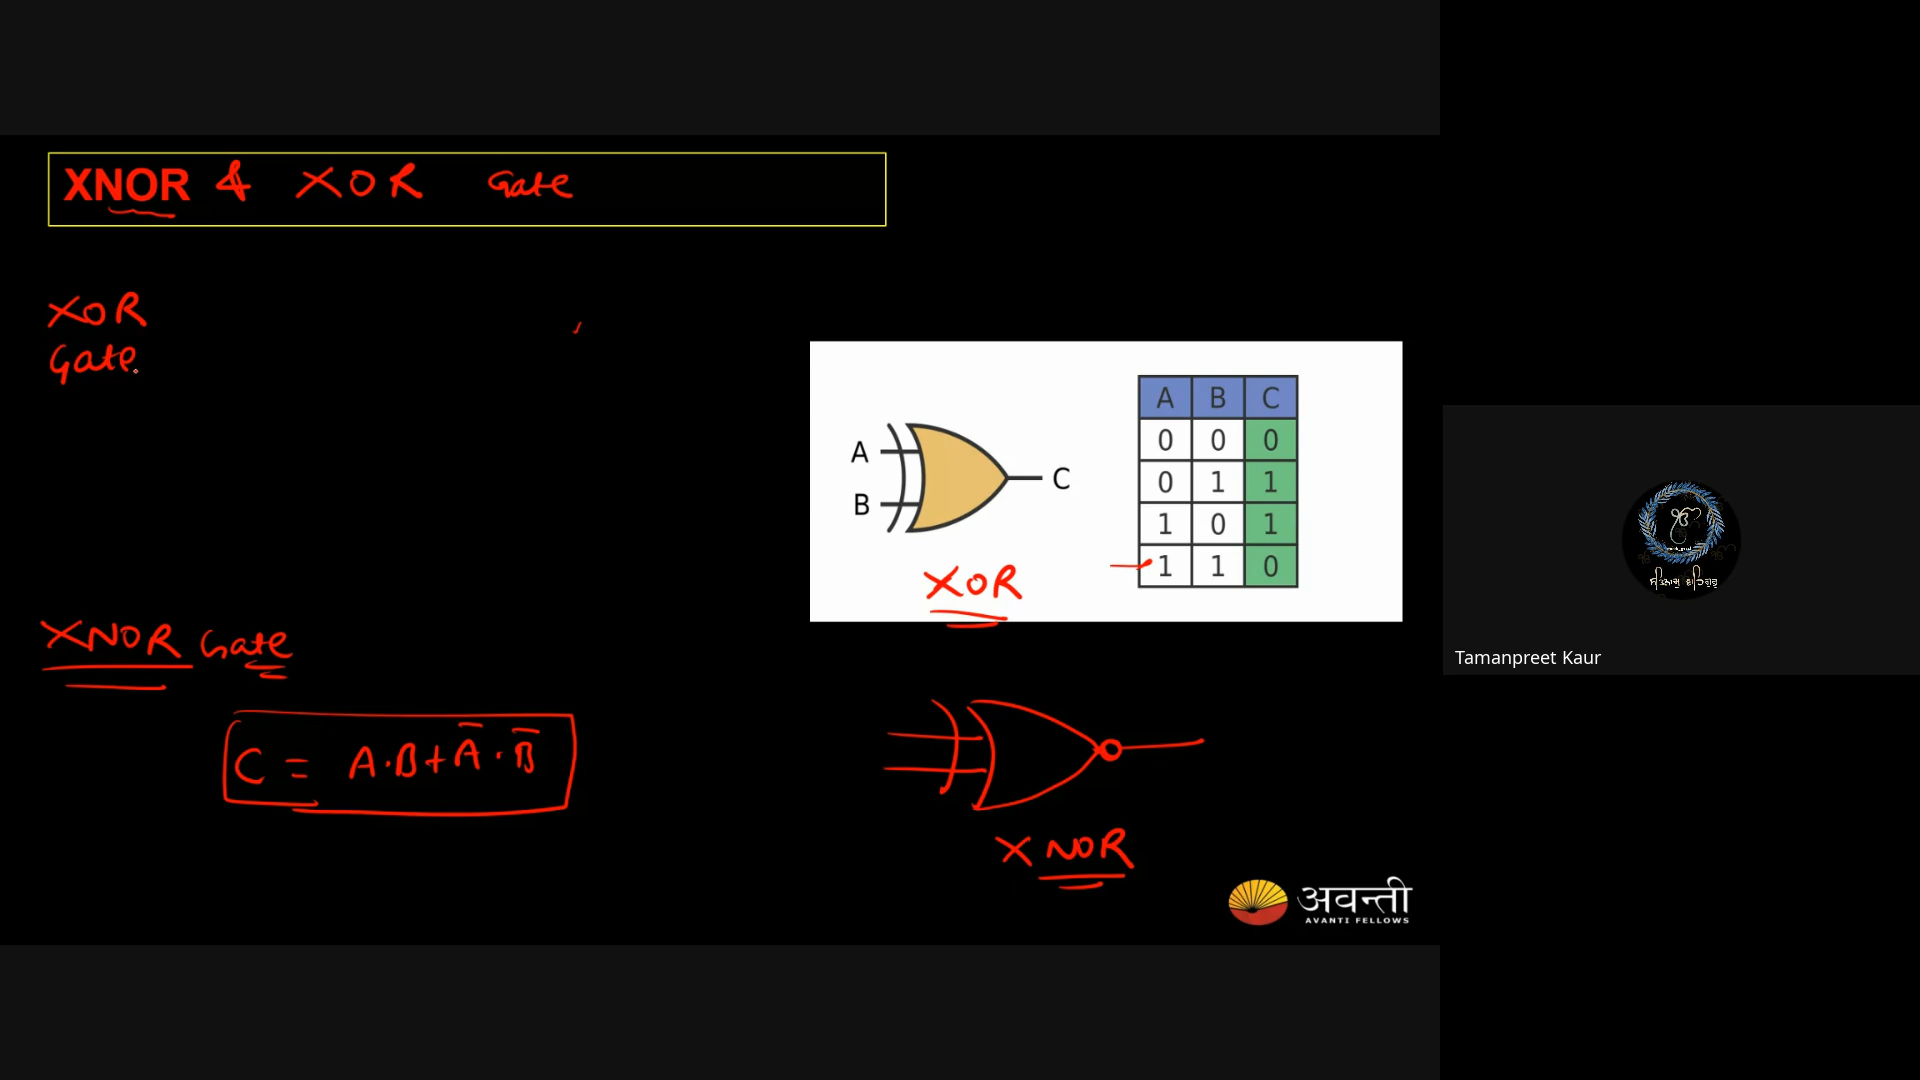 XNOR & XOR Gate
XOR
Gate.
A
B
C
XOR
A B C
0 0 0
0 1 1
1 0 1
1 1 0
XNOR Gate
C = A·B + A̅·B̅
XNOR
अवन्ती
AVANTI FELLOWS
Tamanpreet Kaur